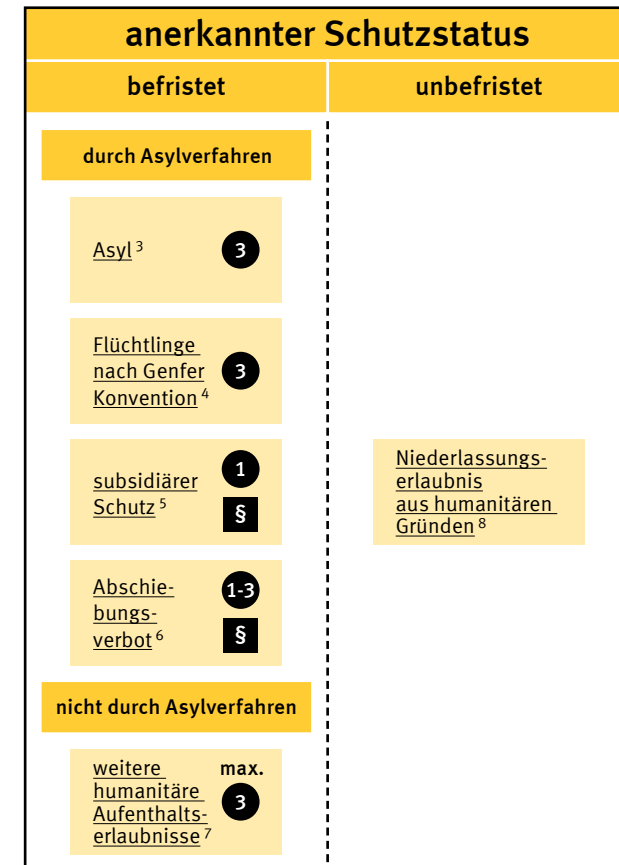 anerkannter Schutzstatus
befristet
unbefristet
durch Asylverfahren
Asyl 3
3
Flüchtlinge
nach Genfer
Konvention 4
3
subsidiärer
Schutz 5
1
§
Abschie-
bungs-
verbot 6
1-3
§
nicht durch Asylverfahren
weitere
humanitäre
Aufenthalts-
erlaubnisse 7
max.
3
Niederlassungs-
erlaubnis
aus humanitären
Gründen 8